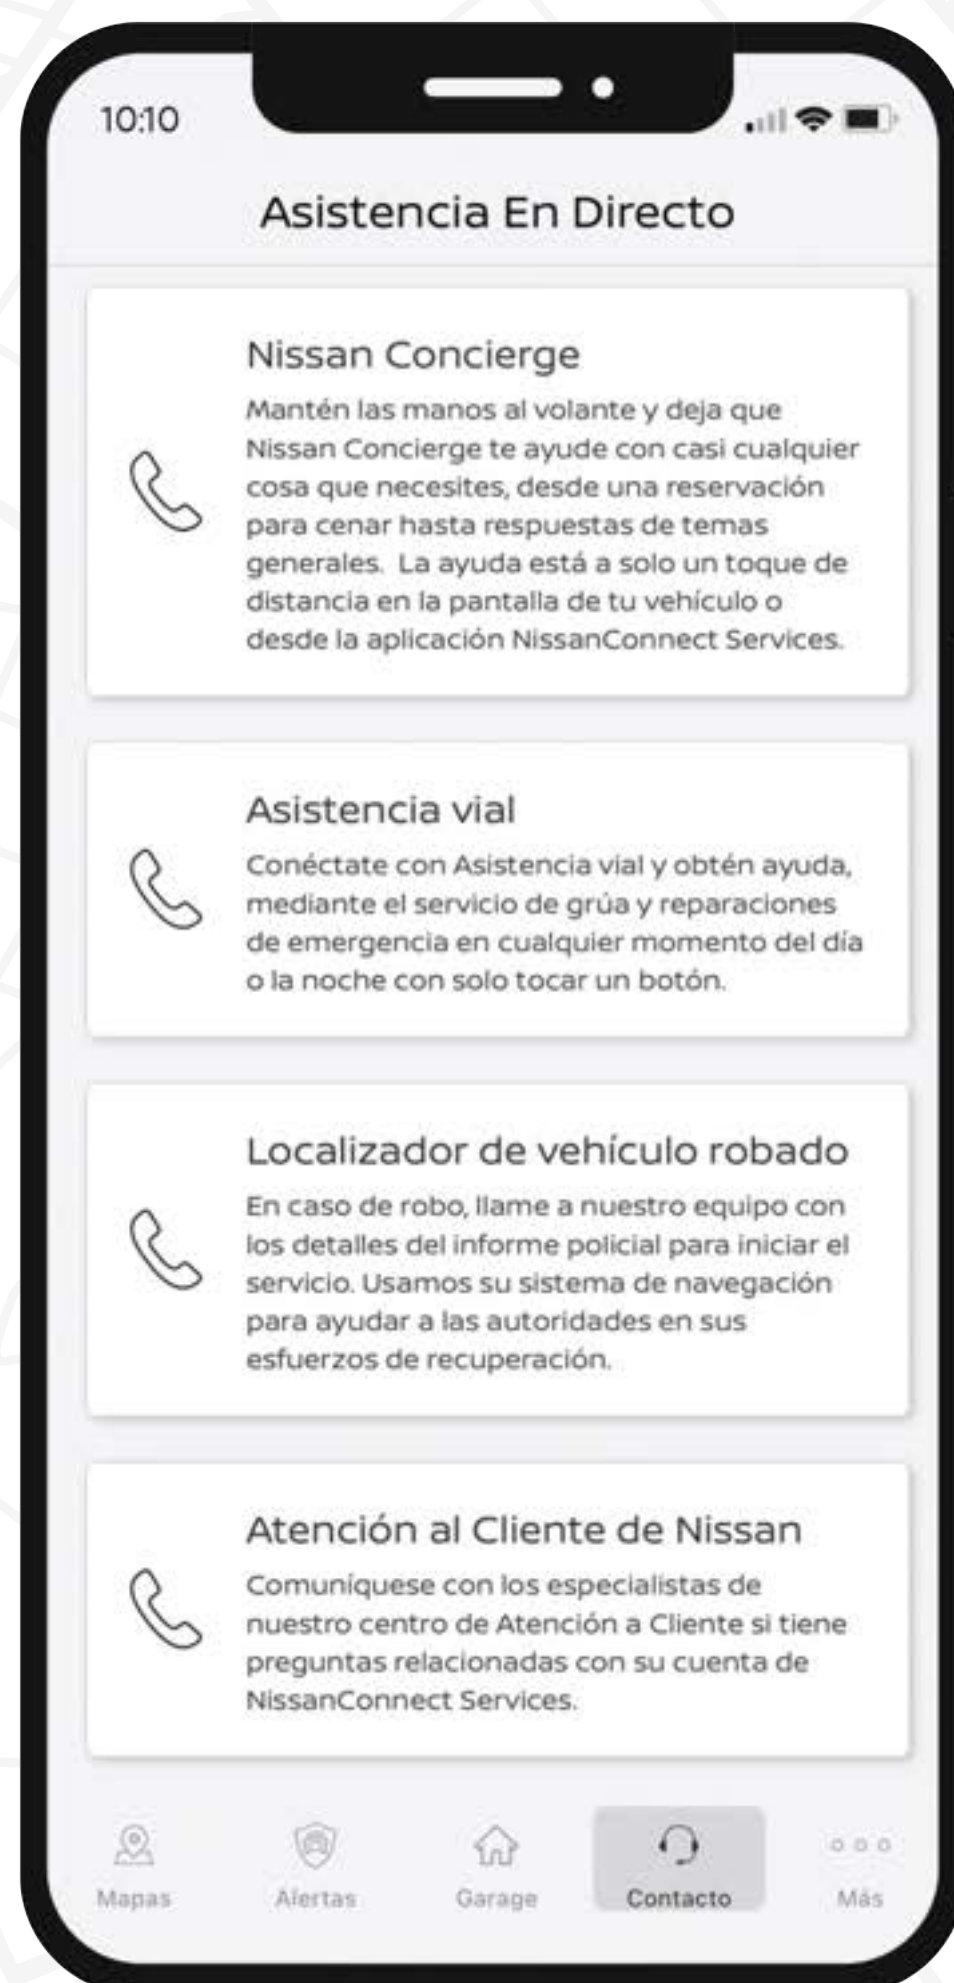 10:10
Asistencia En Directo
Nissan Concierge
Mantén las manos al volante y deja que
Nissan Concierge te ayude con casi cualquier
cosa que necesites, desde una reservación
para cenar hasta respuestas de temas
generales.  La ayuda está a solo un toque de
distancia en la pantalla de tu vehículo o
desde la aplicación NissanConnect Services.
Asistencia vial
Conéctate con Asistencia vial y obtén ayuda,
mediante el servicio de grúa y reparaciones
de emergencia en cualquier momento del día
o la noche con solo tocar un botón.
Localizador de vehículo robado
En caso de robo, llame a nuestro equipo con
los detalles del informe policial para iniciar el
servicio. Usamos su sistema de navegación
para ayudar a las autoridades en sus
esfuerzos de recuperación.
Atención al Cliente de Nissan
Comuníquese con los especialistas de
nuestro centro de Atención a Cliente si tiene
preguntas relacionadas con su cuenta de
NissanConnect Services.
Mapas
Alertas
Garage
Contacto
Más